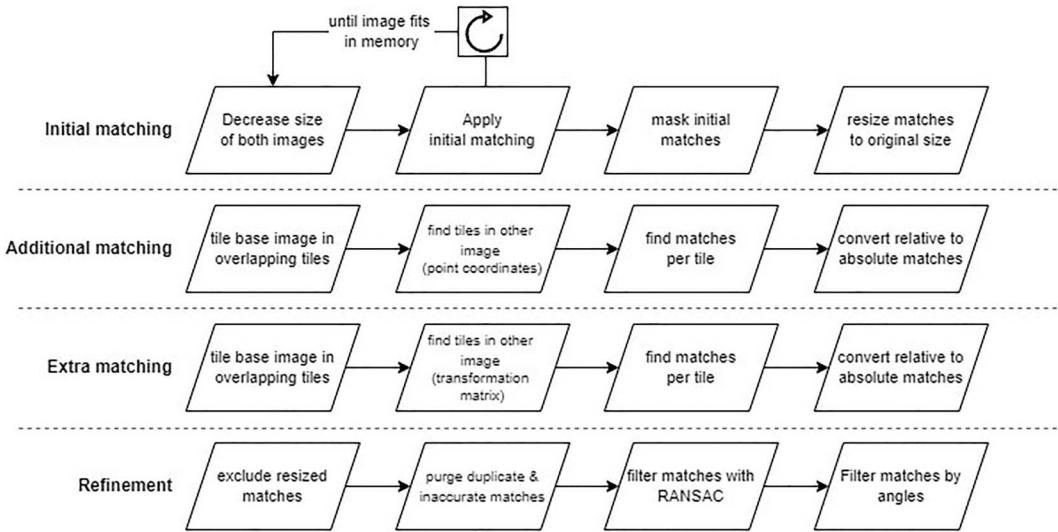 until image fits
in memory
Initial matching
Decrease size
of both images
Apply
initial matching
mask initial
matches
resize matches
to original size
Additional matching
tile base image in
overlapping tiles
find tiles in other
image
(point coordinates)
find matches
per tile
convert relative to
absolute matches
Extra matching
tile base image in
overlapping tiles
find tiles in other
image
(transformation
matrix)
find matches
per tile
convert relative to
absolute matches
Refinement
exclude resized
matches
purge duplicate &
inaccurate matches
filter matches with
RANSAC
Filter matches by
angles